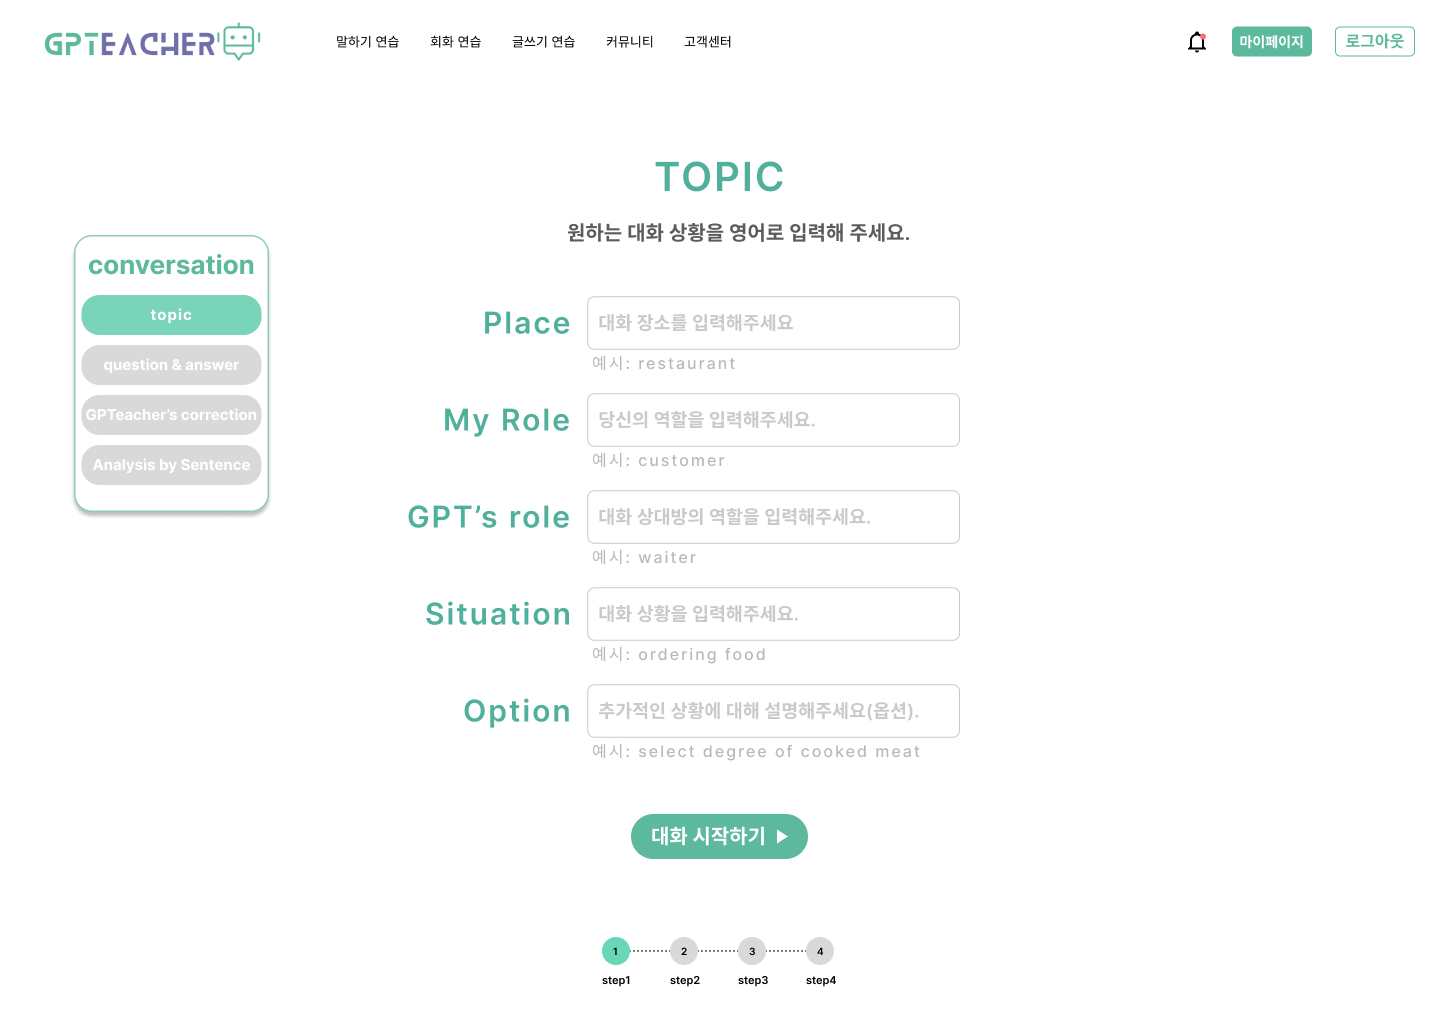 GPTEACHER
말하기 연습
회화 연습
글쓰기 연습
커뮤니티
고객센터
마이페이지
로그아웃
TOPIC
원하는 대화 상황을 영어로 입력해 주세요.
conversation
topic
question & answer
GPTeacher’s correction
Analysis by Sentence
Place
대화 장소를 입력해주세요
예시: restaurant
My Role
당신의 역할을 입력해주세요.
예시: customer
GPT’s role
대화 상대방의 역할을 입력해주세요.
예시: waiter
Situation
대화 상황을 입력해주세요.
예시: ordering food
Option
추가적인 상황에 대해 설명해주세요(옵션).
예시: select degree of cooked meat
대화 시작하기
1
2
3
4
step1
step2
step3
step4